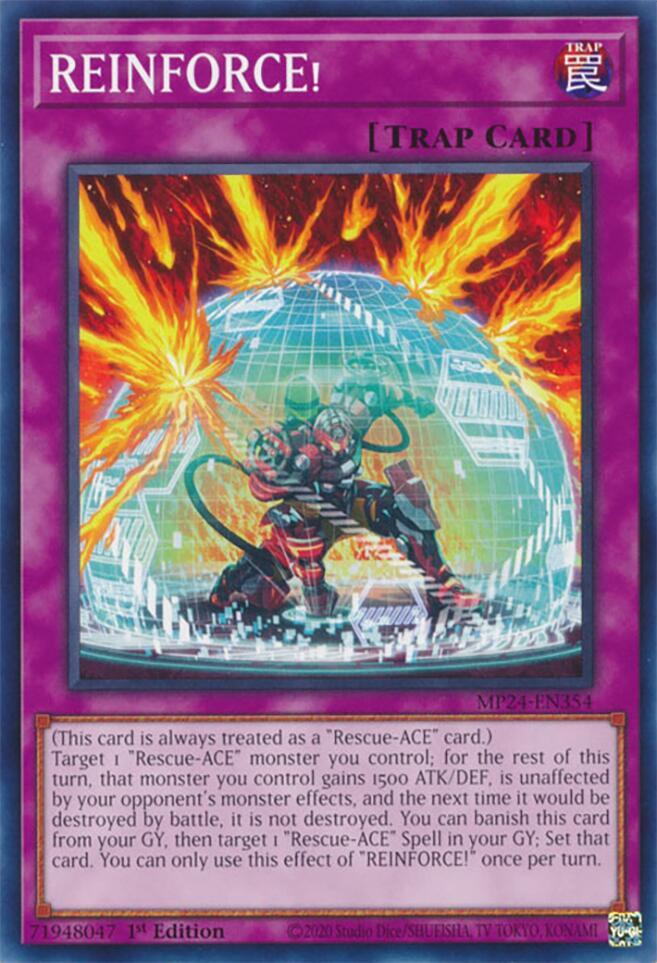 REINFORCE!
TRAP
罠
[TRAP CARD]
MP24-EN354
(This card is always treated as a "Rescue-ACE" card.)
Target 1 "Rescue-ACE" monster you control; for the rest of this
turn, that monster you control gains 1500 ATK/DEF, is unaffected
by your opponent's monster effects, and the next time it would be
destroyed by battle, it is not destroyed. You can banish this card
from your GY, then target 1 "Rescue-ACE" Spell in your GY; Set that
card. You can only use this effect of "REINFORCE!" once per turn.
71948047 1st Edition ©2020 Studio Dice/SHUEISHA, TV TOKYO, KONAMI